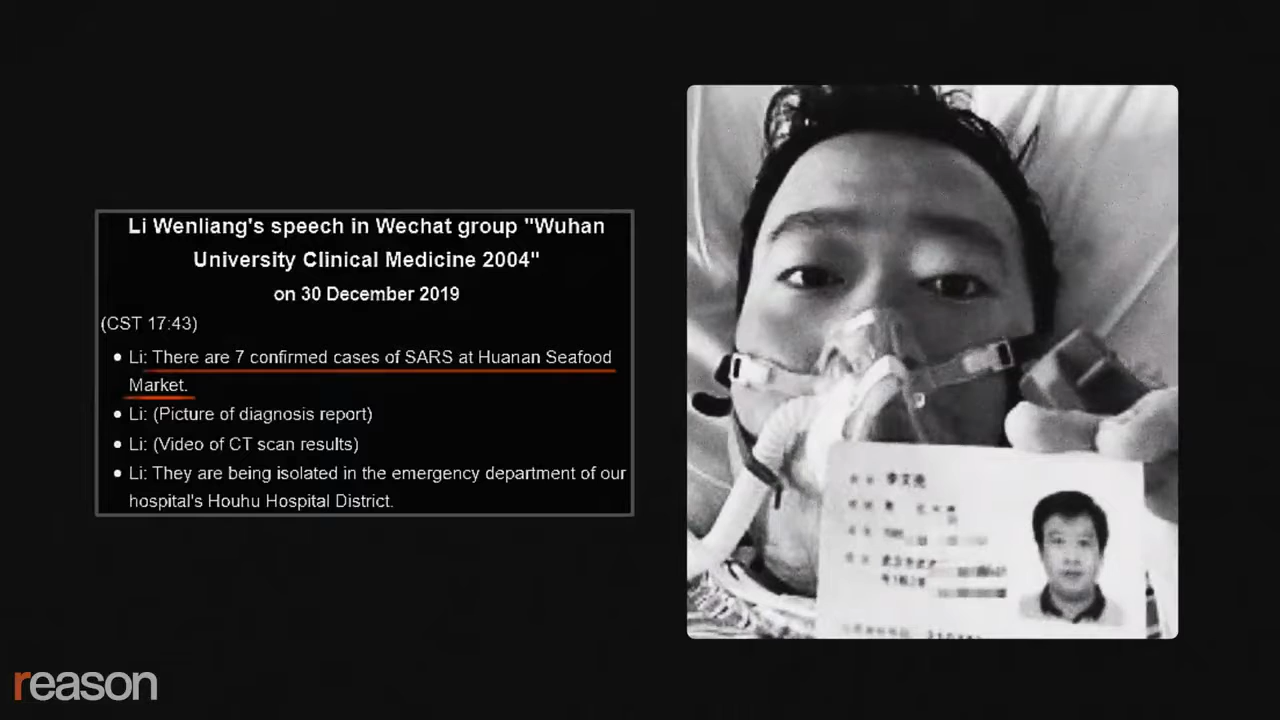 Li Wenliang's speech in Wechat group "Wuhan
University Clinical Medicine 2004"
on 30 December 2019
(CST 17:43)
• Li: There are 7 confirmed cases of SARS at Huanan Seafood
Market.
• Li: (Picture of diagnosis report)
• Li: (Video of CT scan results)
• Li: They are being isolated in the emergency department of our
hospital's Houhu Hospital District.
李文亮
reason